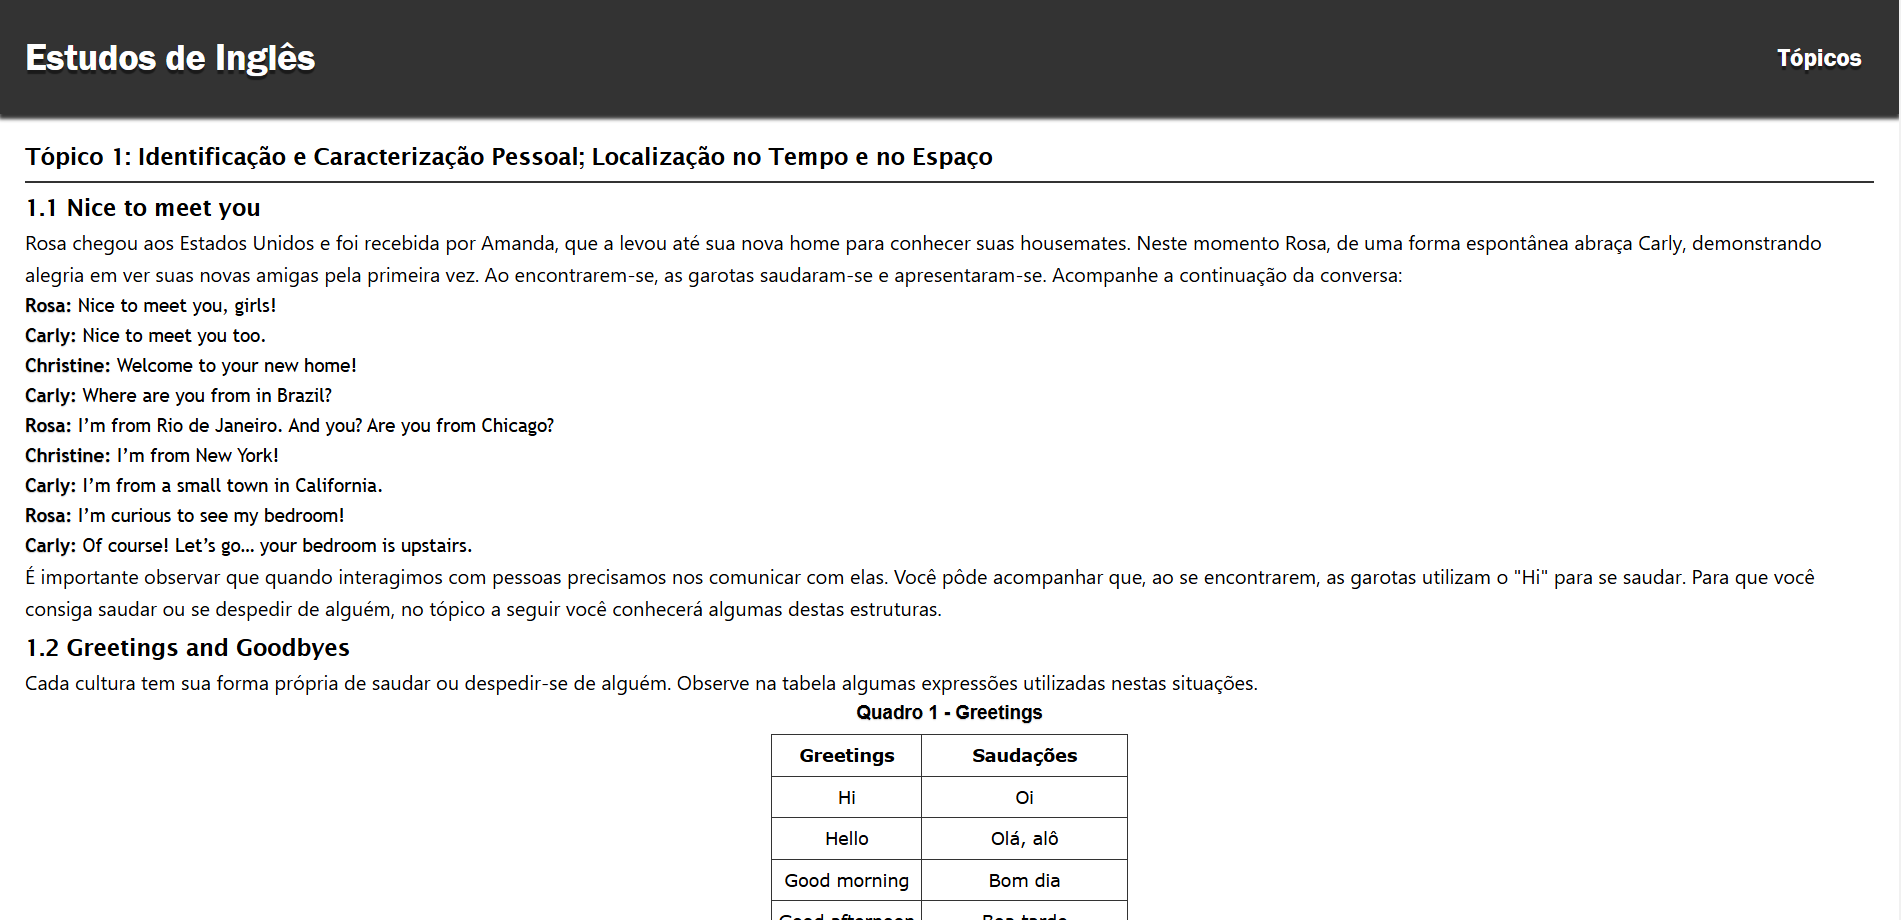 Estudos de Inglês
Tópicos
Tópico 1: Identificação e Caracterização Pessoal; Localização no Tempo e no Espaço
1.1 Nice to meet you
Rosa chegou aos Estados Unidos e foi recebida por Amanda, que a levou até sua nova home para conhecer suas housemates. Neste momento Rosa, de uma forma espontânea abraça Carly, demonstrando
alegria em ver suas novas amigas pela primeira vez. Ao encontrarem-se, as garotas saudaram-se e apresentaram-se. Acompanhe a continuação da conversa:
Rosa: Nice to meet you, girls!
Carly: Nice to meet you too.
Christine: Welcome to your new home!
Carly: Where are you from in Brazil?
Rosa: I’m from Rio de Janeiro. And you? Are you from Chicago?
Christine: I’m from New York!
Carly: I’m from a small town in California.
Rosa: I’m curious to see my bedroom!
Carly: Of course! Let’s go… your bedroom is upstairs.
É importante observar que quando interagimos com pessoas precisamos nos comunicar com elas. Você pôde acompanhar que, ao se encontrarem, as garotas utilizam o "Hi" para se saudar. Para que você
consiga saudar ou se despedir de alguém, no tópico a seguir você conhecerá algumas destas estruturas.
1.2 Greetings and Goodbyes
Cada cultura tem sua forma própria de saudar ou despedir-se de alguém. Observe na tabela algumas expressões utilizadas nestas situações.
Quadro 1 - Greetings
Greetings Saudações
Hi Oi
Hello Olá, alô
Good morning Bom dia
Good afternoon Boa tarde